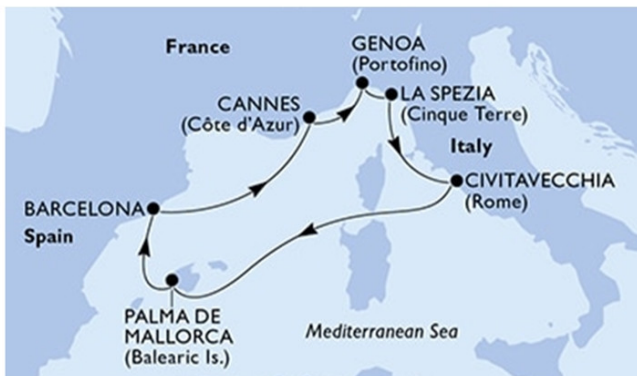 France
GENOA
(Portofino)
CANNES
(Côte d'Azur)
LA SPEZIA
(Cinque Terre)
Italy
CIVITAVECCHIA
(Rome)
BARCELONA
Spain
PALMA DE
MALLORCA
(Balearic Is.)
Mediterranean Sea